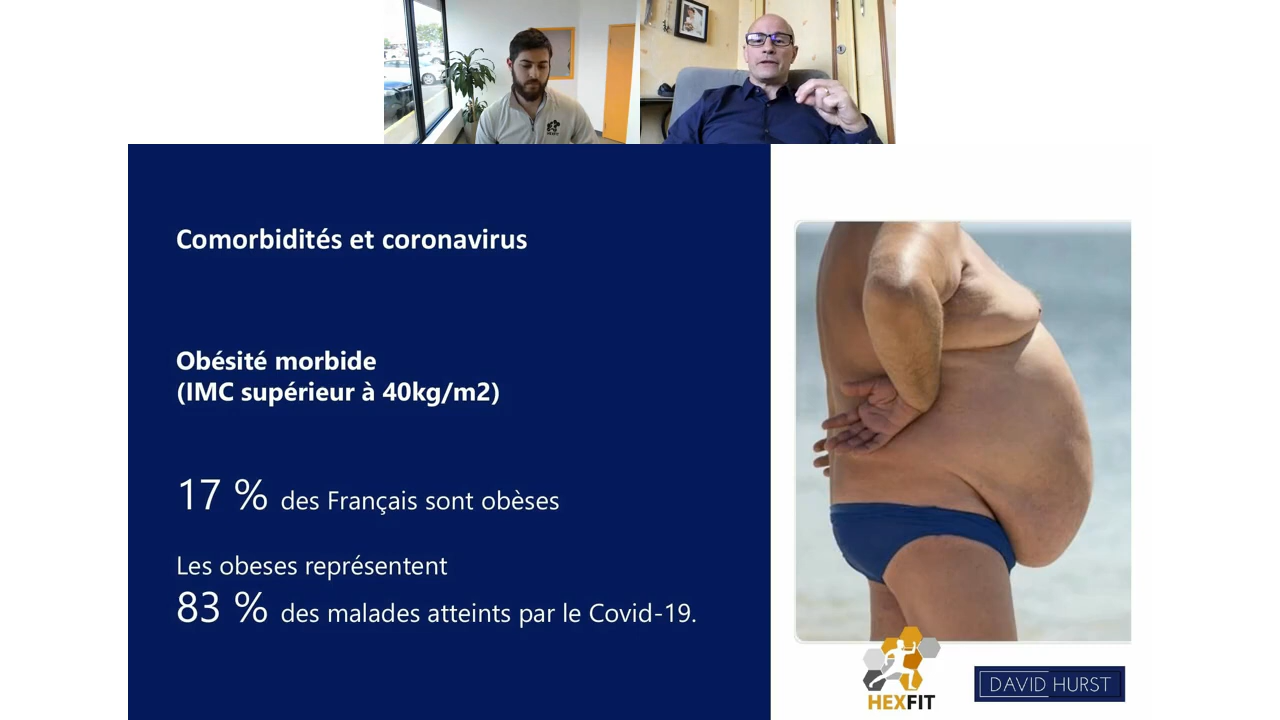 Comorbidités et coronavirus
Obésité morbide
(IMC supérieur à 40kg/m2)
17 % des Français sont obèses
Les obeses représentent
83 % des malades atteints par le Covid-19.
HEXFIT
DAVID HURST